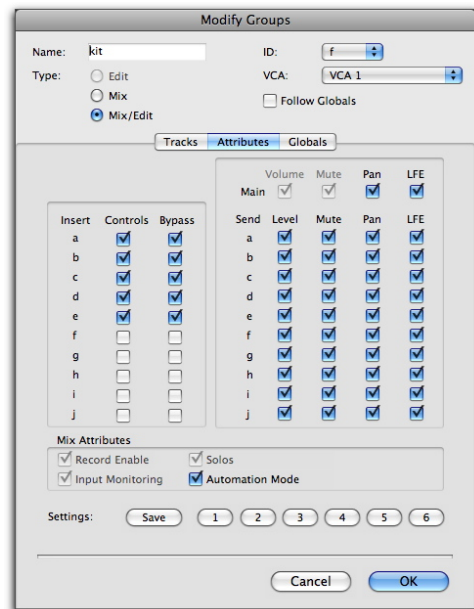 Modify Groups
Name: kit
ID: f
Type: Edit
VCA: VCA 1
Mix
Follow Globals
Mix/Edit
Tracks Attributes Globals
Volume Mute Pan LFE
Main
Insert Controls Bypass
Send Level Mute Pan LFE
a a
b b
c c
d d
e e
f f
g g
h h
i i
j j
Mix Attributes
Record Enable Solos
Input Monitoring Automation Mode
Settings: Save 1 2 3 4 5 6
Cancel OK